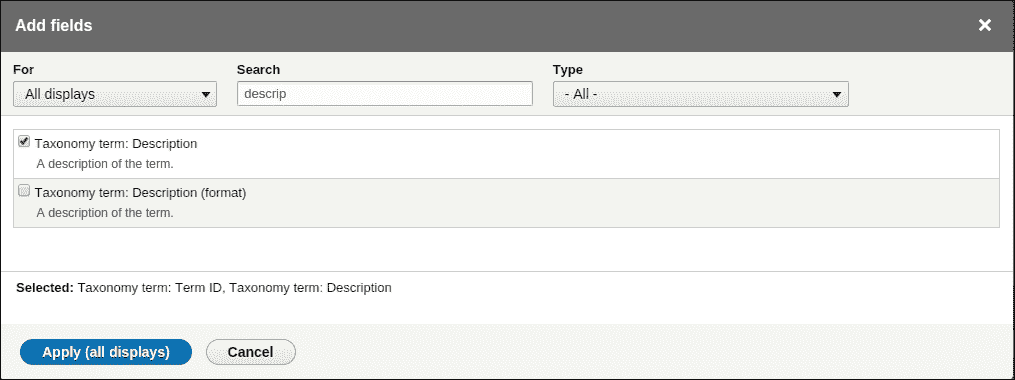 Add fields
For Search Type
All displays descrip - All -
Taxonomy term: Description
A description of the term.
Taxonomy term: Description (format)
A description of the term.
Selected: Taxonomy term: Term ID, Taxonomy term: Description
Apply (all displays) Cancel